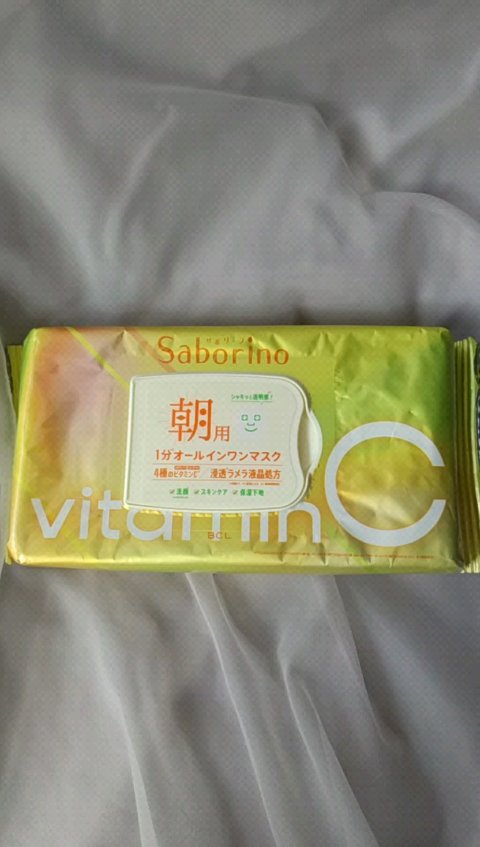 サボリーノ
Saborino
シャキッと透明感！
朝用
1分オールインワンマスク
4種のビタミンC 浸透ラメラ液晶処方
✓洗顔 ✓スキンケア ✓保湿下地
vitamin C
BCL